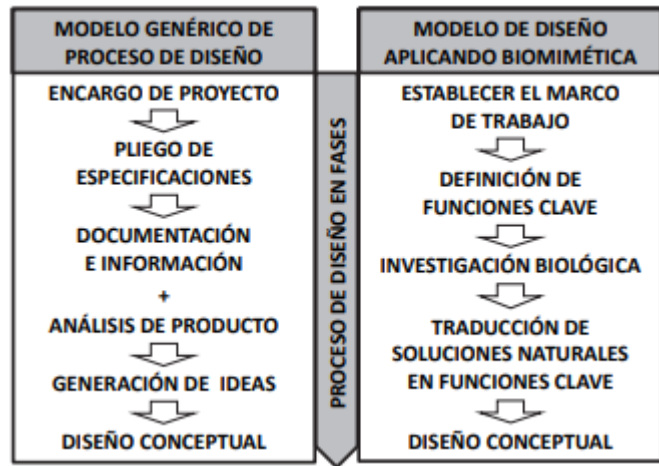 MODELO GENÉRICO DE
PROCESO DE DISEÑO
ENCARGO DE PROYECTO
PLIEGO DE
ESPECIFICACIONES
DOCUMENTACIÓN
E INFORMACIÓN
+
ANÁLISIS DE PRODUCTO
GENERACIÓN DE IDEAS
DISEÑO CONCEPTUAL
PROCESO DE DISEÑO EN FASES
MODELO DE DISEÑO
APLICANDO BIOMIMÉTICA
ESTABLECER EL MARCO
DE TRABAJO
DEFINICIÓN DE
FUNCIONES CLAVE
INVESTIGACIÓN BIOLÓGICA
TRADUCCIÓN DE
SOLUCIONES NATURALES
EN FUNCIONES CLAVE
DISEÑO CONCEPTUAL